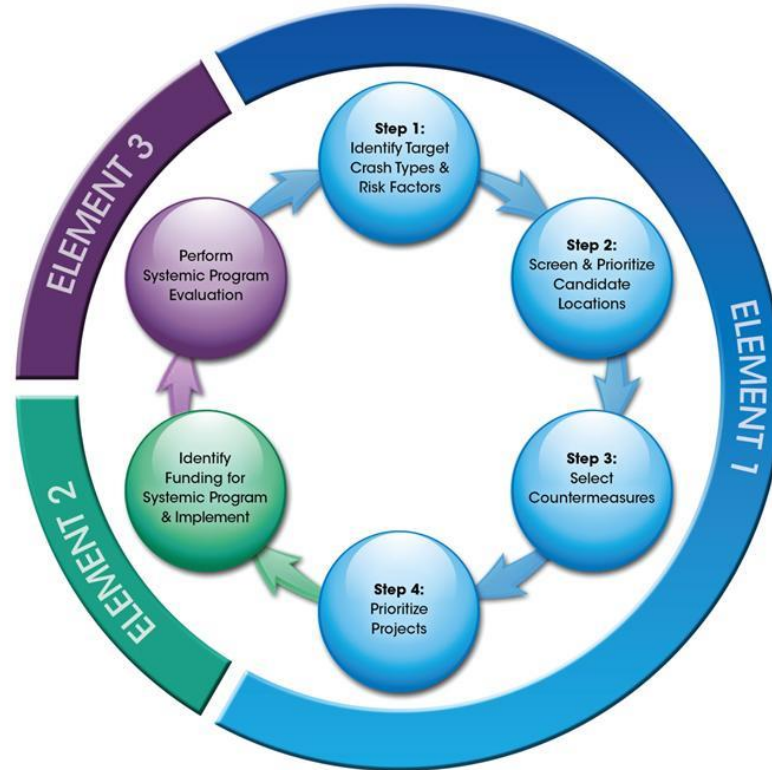 Step 1:
Identify Target
Crash Types &
Risk Factors
Step 2:
Screen & Prioritize
Candidate
Locations
Step 3:
Select
Countermeasures
Step 4:
Prioritize
Projects
Identify
Funding for
Systemic Program
& Implement
Perform
Systemic Program
Evaluation
ELEMENT 1
ELEMENT 2
ELEMENT 3